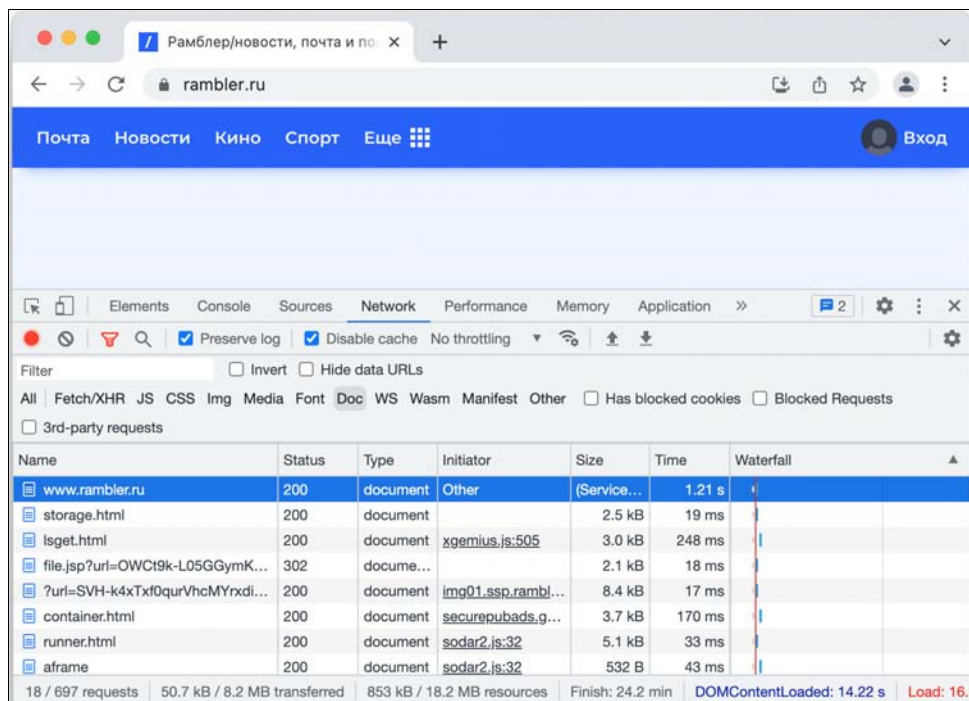 Рамблер/новости, почта и по
rambler.ru
Почта Новости Кино Спорт Еще Вход
Elements Console Sources Network Performance Memory Application » 2
Preserve log Disable cache No throttling
Filter Invert Hide data URLs
All Fetch/XHR JS CSS Img Media Font Doc WS Wasm Manifest Other Has blocked cookies Blocked Requests
3rd-party requests
Name Status Type Initiator Size Time Waterfall
www.rambler.ru 200 document Other (Service... 1.21 s
storage.html 200 document 2.5 kB 19 ms
lsget.html 200 document xgemius.js:505 3.0 kB 248 ms
file.jsp?url=OWCt9k-L05GGymK... 302 docume... 2.1 kB 18 ms
?url=SVH-k4xTxf0qurVhcMYrxdi... 200 document img01.ssp.rambl... 8.4 kB 17 ms
container.html 200 document securepubads.g... 3.7 kB 170 ms
runner.html 200 document sodar2.js:32 5.1 kB 33 ms
aframe 200 document sodar2.js:32 532 B 43 ms
18 / 697 requests 50.7 kB / 8.2 MB transferred 853 kB / 18.2 MB resources Finish: 24.2 min DOMContentLoaded: 14.22 s Load: 16.